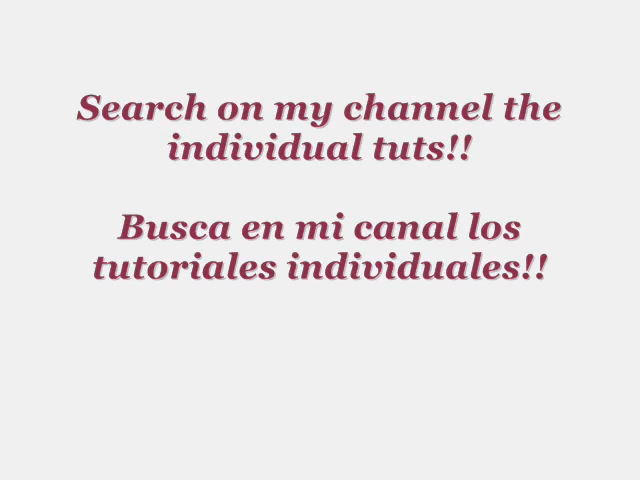 Search on my channel the
individual tuts!!
Busca en mi canal los
tutoriales individuales!!